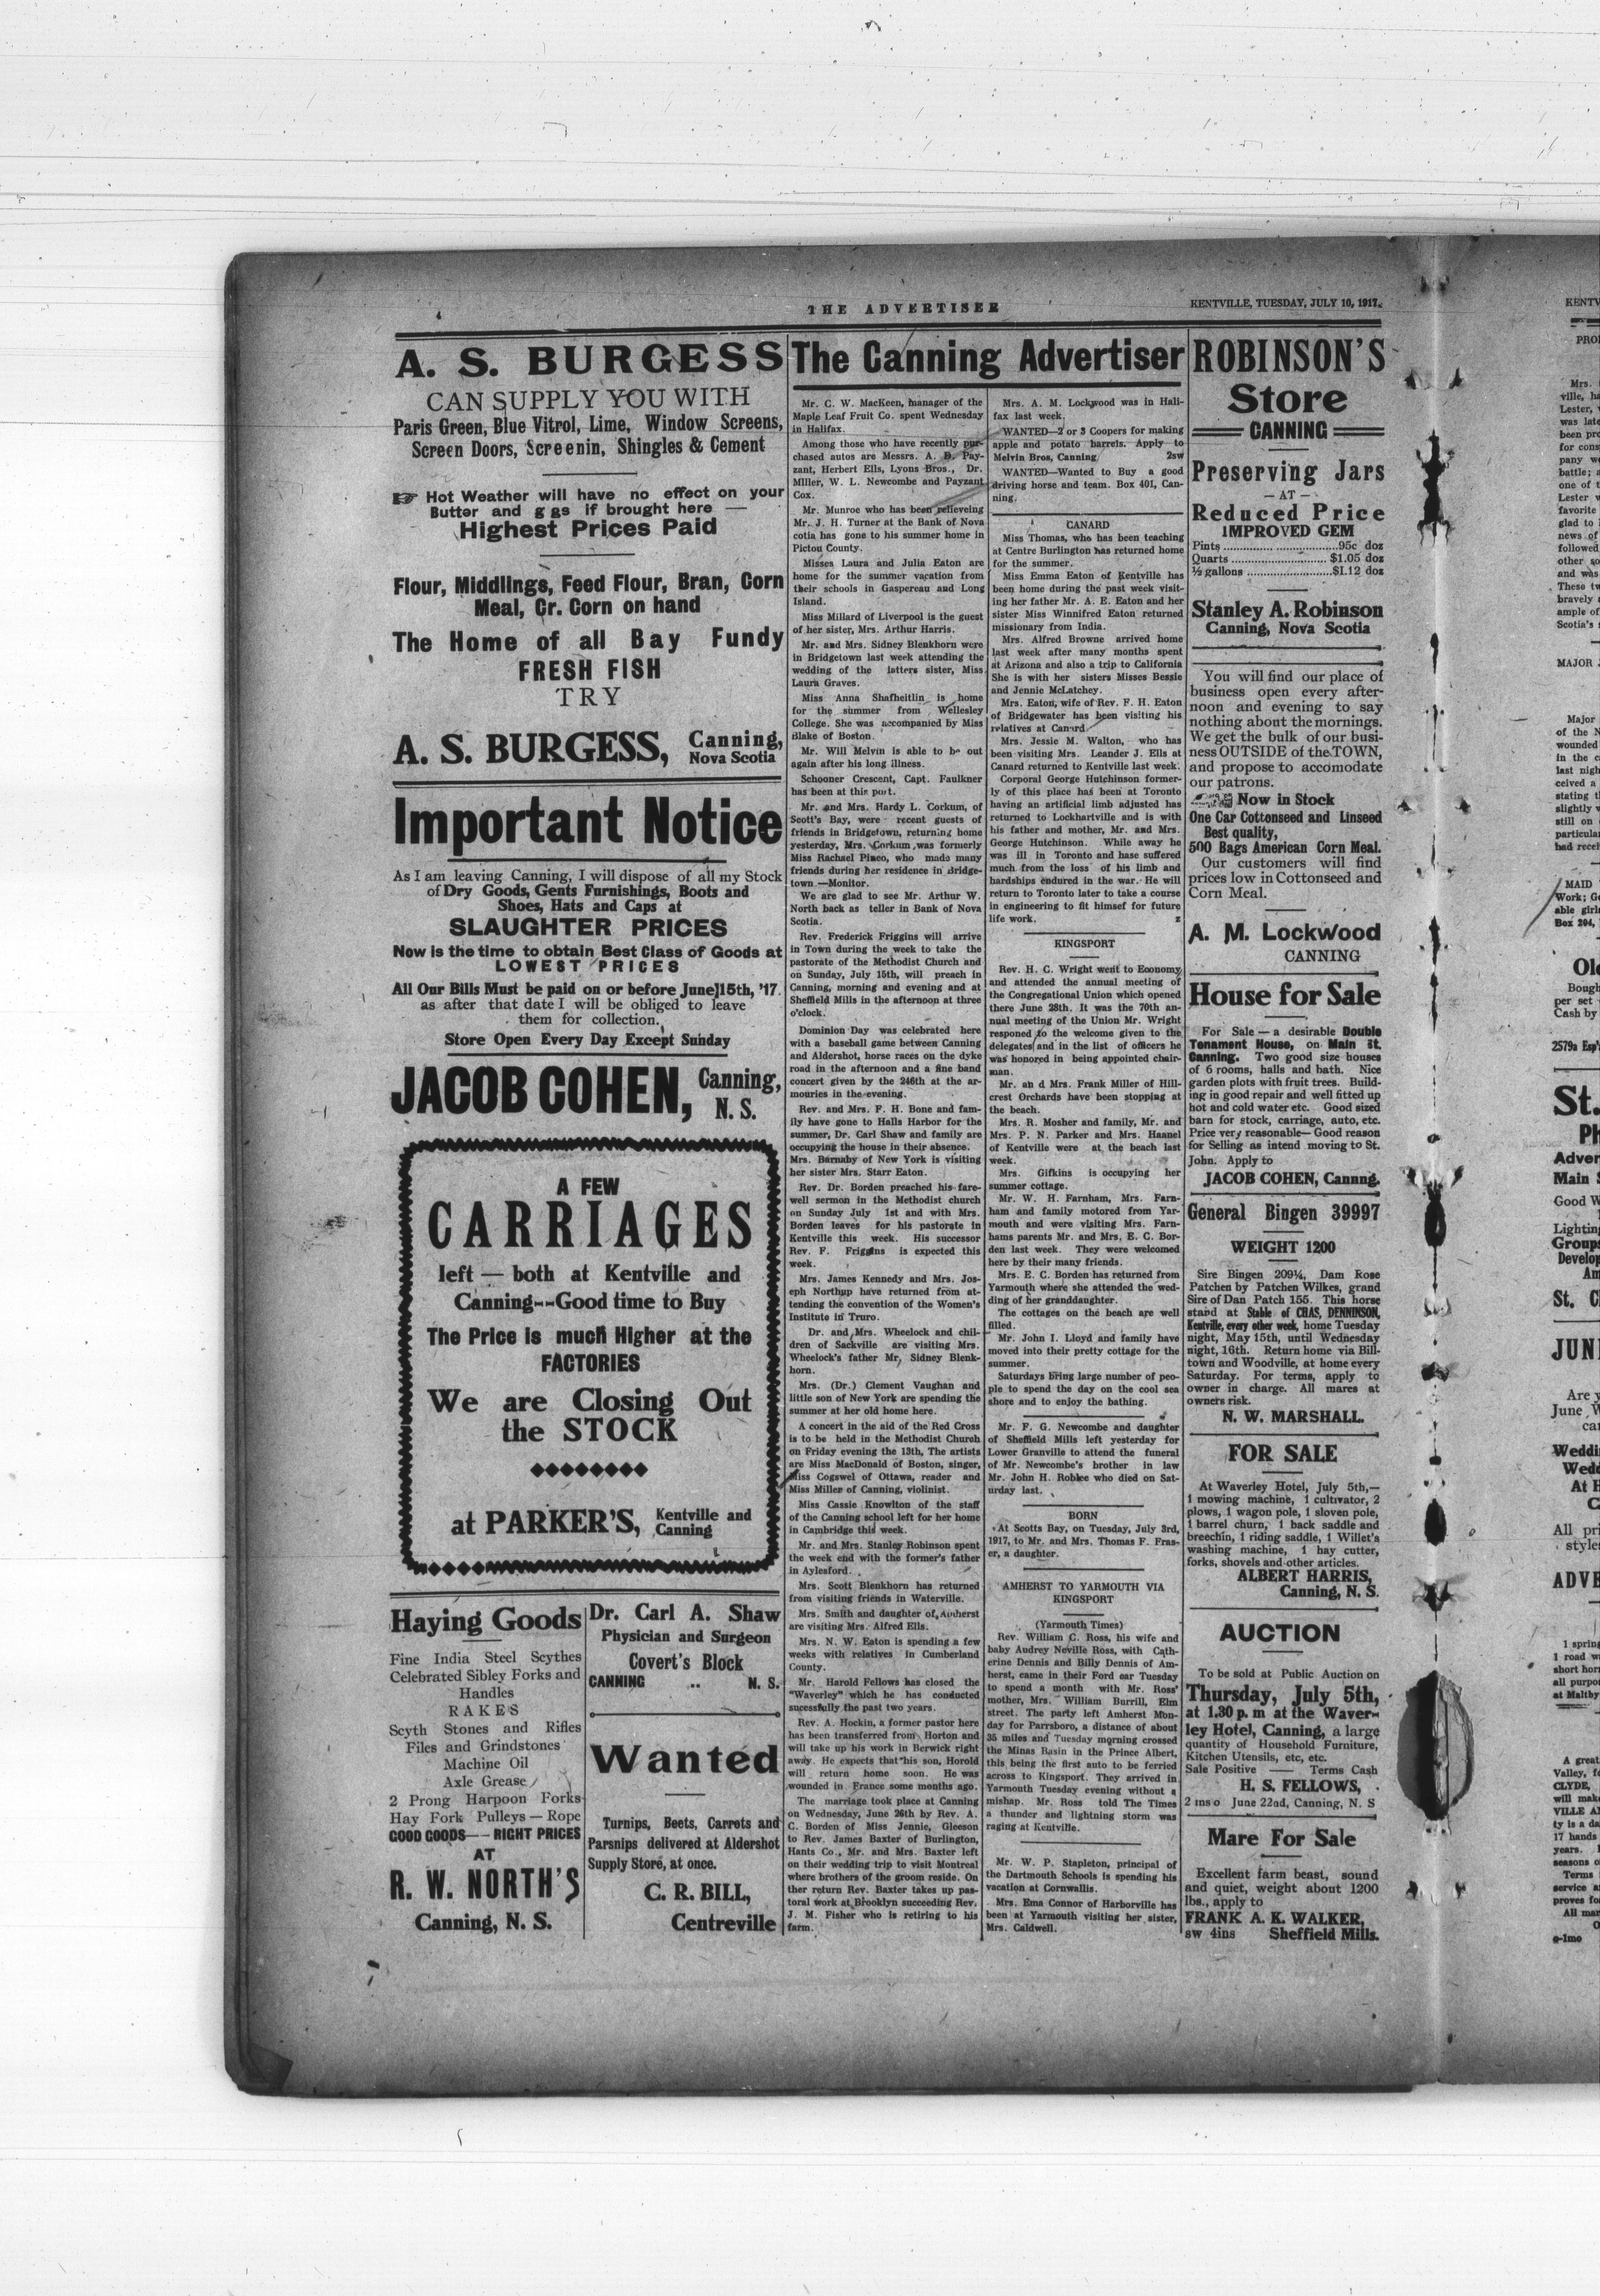 THE ADVERTISER
KENTVILLE, TUESDAY, JULY 10, 1917.
A. S. BURGESS
CAN SUPPLY YOU WITH
Paris Green, Blue Vitrol, Lime, Window Screens,
Screen Doors, Screenin, Shingles & Cement
Hot Weather will have no effect on your
Butter and g gs if brought here —
Highest Prices Paid
Flour, Middlings, Feed Flour, Bran, Corn
Meal, Cr. Corn on hand
The Home of all Bay Fundy
FRESH FISH
TRY
A. S. BURGESS, Canning,
Nova Scotia
Important Notice
As I am leaving Canning, I will dispose of all my Stock
of Dry Goods, Gents Furnishings, Boots and
Shoes, Hats and Caps at
SLAUGHTER PRICES
Now is the time to obtain Best Class of Goods at
LOWEST PRICES
All Our Bills Must be paid on or before June 15th, '17.
as after that date I will be obliged to leave
them for collection.
Store Open Every Day Except Sunday
JACOB COHEN, Canning,
N. S.
A FEW
CARRIAGES
left — both at Kentville and
Canning--Good time to Buy
The Price is much Higher at the
FACTORIES
We are Closing Out
the STOCK
at PARKER'S, Kentville and
Canning
Haying Goods
Fine India Steel Scythes
Celebrated Sibley Forks and
Handles
RAKES
Scyth Stones and Rifles
Files and Grindstones
Machine Oil
Axle Grease
2 Prong Harpoon Forks
Hay Fork Pulleys — Rope
GOOD GOODS — RIGHT PRICES
AT
R. W. NORTH'S
Canning, N. S.
Dr. Carl A. Shaw
Physician and Surgeon
Covert's Block
CANNING .. N. S.
Wanted
Turnips, Beets, Carrots and
Parsnips delivered at Aldershot
Supply Store, at once.
C. R. BILL,
Centreville
The Canning Advertiser
Mr. C. W. MacKeen, manager of the
Maple Leaf Fruit Co. spent Wednesday
in Halifax.
Among those who have recently pur-
chased autos are Messrs. A. D. Pay-
zant, Herbert Ells, Lyons Bros., Dr.
Miller, W. L. Newcombe and Payzant
Cox.
Mr. Munroe who has been relieveing
Mr. J. H. Turner at the Bank of Nova
cotia has gone to his summer home in
Pictou County.
Misses Laura and Julia Eaton are
home for the summer vacation from
their schools in Gaspereau and Long
Island.
Miss Millard of Liverpool is the guest
of her sister, Mrs. Arthur Harris.
Mr. and Mrs. Sidney Blenkhorn were
in Bridgetown last week attending the
wedding of the latters sister, Miss
Laura Graves.
Miss Anna Shafheitlin is home
for the summer from Wellesley
College. She was accompanied by Miss
Blake of Boston.
Mr. Will Melvin is able to be out
again after his long illness.
Schooner Crescent, Capt. Faulkner
has been at this port.
Mr. and Mrs. Hardy L. Corkum, of
Scott's Bay, were recent guests of
friends in Bridgetown, returning home
yesterday, Mrs. Corkum was formerly
Miss Rachael Pineo, who made many
friends during her residence in Bridge-
town —Monitor.
We are glad to see Mr. Arthur W.
North back as teller in Bank of Nova
Scotia.
Rev. Frederick Friggins will arrive
in Town during the week to take the
pastorate of the Methodist Church and
on Sunday, July 15th, will preach in
Canning, morning and evening and at
Sheffield Mills in the afternoon at three
o'clock.
Dominion Day was celebrated here
with a baseball game between Canning
and Aldershot, horse races on the dyke
road in the afternoon and a fine band
concert given by the 246th at the ar-
mouries in the evening.
Rev. and Mrs. F. H. Bone and fam-
ily have gone to Halls Harbor for the
summer, Dr. Carl Shaw and family are
occupying the house in their absence.
Mrs. Barnaby of New York is visiting
her sister Mrs. Starr Eaton.
Rev. Dr. Borden preached his fare-
well sermon in the Methodist church
on Sunday July 1st and with Mrs.
Borden leaves for his pastorate in
Kentville this week. His successor
Rev. F. Friggins is expected this
week.
Mrs. James Kennedy and Mrs. Jos-
eph Northup have returned from at-
tending the convention of the Women's
Institute in Truro.
Dr. and Mrs. Wheelock and chil-
dren of Sackville are visiting Mrs.
Wheelock's father Mr. Sidney Blenk-
horn.
Mrs. (Dr.) Clement Vaughan and
little son of New York are spending the
summer at her old home here.
A concert in the aid of the Red Cross
is to be held in the Methodist Church
on Friday evening the 13th, The artists
are Miss MacDonald of Boston, singer,
Miss Cogswel of Ottawa, reader and
Miss Miller of Canning, violinist.
Miss Cassie Knowlton of the staff
of the Canning school left for her home
in Cambridge this week.
Mr. and Mrs. Stanley Robinson spent
the week end with the former's father
in Aylesford.
Mrs. Scott Blenkhorn has returned
from visiting friends in Waterville.
Mrs. Smith and daughter of Amherst
are visiting Mrs. Alfred Ells.
Mrs. N. W. Eaton is spending a few
weeks with relatives in Cumberland
County.
Mr. Harold Fellows has closed the
"Waverley" which he has conducted
sucessfully the past two years.
Rev. A. Hockin, a former pastor here
has been transferred from Horton and
will take up his work in Berwick right
away. He expects that his son, Horold
will return home soon. He was
wounded in France some months ago.
The marriage took place at Canning
on Wednesday, June 26th by Rev. A.
C. Borden of Miss Jennie, Gleeson
to Rev. James Baxter of Burlington,
Hants Co., Mr. and Mrs. Baxter left
on their wedding trip to visit Montreal
where brothers of the groom reside. On
ther return Rev. Baxter takes up pas-
toral work at Brooklyn succeeding Rev.
J. M. Fisher who is retiring to his
farm.
Mrs. A. M. Lockwood was in Hali-
fax last week.
WANTED—2 or 3 Coopers for making
apple and potato barrels. Apply to
Melvin Bros, Canning. 2sw
WANTED—Wanted to Buy a good
driving horse and team. Box 401, Can-
ning.
CANARD
Miss Thomas, who has been teaching
at Centre Burlington has returned home
for the summer.
Miss Emma Eaton of Kentville has
been home during the past week visit-
ing her father Mr. A. E. Eaton and her
sister Miss Winnifred Eaton returned
missionary from India.
Mrs. Alfred Browne arrived home
last week after many months spent
at Arizona and also a trip to California
She is with her sisters Misses Bessie
and Jennie McLatchey.
Mrs. Eaton, wife of Rev. F. H. Eaton
of Bridgewater has been visiting his
relatives at Canard
Mrs. Jessie M. Walton, who has
been visiting Mrs. Leander J. Ells at
Canard returned to Kentville last week.
Corporal George Hutchinson former-
ly of this place has been at Toronto
having an artificial limb adjusted has
returned to Lockhartville and is with
his father and mother, Mr. and Mrs.
George Hutchinson. While away he
was ill in Toronto and hase suffered
much from the loss of his limb and
hardships endured in the war. He will
return to Toronto later to take a course
in engineering to fit himsef for future
life work. z
KINGSPORT
Rev. H. C. Wright went to Economy
and attended the annual meeting of
the Congregational Union which opened
there June 28th. It was the 70th an-
nual meeting of the Union Mr. Wright
responed to the welcome given to the
delegates and in the list of officers he
was honored in being appointed chair-
man.
Mr. an d Mrs. Frank Miller of Hill-
crest Orchards have been stopping at
the beach.
Mrs. R. Mosher and family, Mr. and
Mrs. P. N. Parker and Mrs. Haanel
of Kentville were at the beach last
week.
Mrs. Gifkins is occupying her
summer cottage.
Mr. W. H. Farnham, Mrs. Farn-
ham and family motored from Yar-
mouth and were visiting Mrs. Farn-
hams parents Mr. and Mrs. E. C. Bor-
den last week. They were welcomed
here by their many friends.
Mrs. E. C. Borden has returned from
Yarmouth where she attended the wed-
ding of her granddaughter.
The cottages on the beach are well
filled.
Mr. John I. Lloyd and family have
moved into their pretty cottage for the
summer.
Saturdays bring large number of peo-
ple to spend the day on the cool sea
shore and to enjoy the bathing.
Mr. F. G. Newcombe and daughter
of Sheffield Mills left yesterday for
Lower Granville to attend the funeral
of Mr. Newcombe's brother in law
Mr. John H. Roblee who died on Sat-
urday last.
BORN
At Scotts Bay, on Tuesday, July 3rd,
1917, to Mr. and Mrs. Thomas F. Fras-
er, a daughter.
AMHERST TO YARMOUTH VIA
KINGSPORT
(Yarmouth Times)
Rev. William C. Ross, his wife and
baby Audrey Neville Ross, with Cath-
erine Dennis and Billy Dennis of Am-
herst, came in their Ford car Tuesday
to spend a month with Mr. Ross'
mother, Mrs. William Burrill, Elm
street. The party left Amherst Mon-
day for Parrsboro, a distance of about
35 miles and Tuesday morning crossed
the Minas Basin in the Prince Albert,
this being the first auto to be ferried
across to Kingsport. They arrived in
Yarmouth Tuesday evening without a
mishap. Mr. Ross told The Times
a thunder and lightning storm was
raging at Kentville.
Mr. W. P. Stapleton, principal of
the Dartmouth Schools is spending his
vacation at Cornwallis.
Mrs. Ema Connor of Harborville has
been at Yarmouth visiting her sister,
Mrs. Caldwell.
ROBINSON'S
Store
CANNING
Preserving Jars
— AT —
Reduced Price
IMPROVED GEM
Pints ........ 95c doz
Quarts ........ $1.05 doz
½ gallons ........ $1.12 doz
Stanley A. Robinson
Canning, Nova Scotia
You will find our place of
business open every after-
noon and evening to say
nothing about the mornings.
We get the bulk of our busi-
ness OUTSIDE of the TOWN,
and propose to accomodate
our patrons.
Now in Stock
One Car Cottonseed and Linseed
Best quality,
500 Bags American Corn Meal.
Our customers will find
prices low in Cottonseed and
Corn Meal.
A. M. Lockwood
CANNING
House for Sale
For Sale — a desirable Double
Tenament House, on Main St.
Canning. Two good size houses
of 6 rooms, halls and bath. Nice
garden plots with fruit trees. Build-
ing in good repair and well fitted up
hot and cold water etc. Good sized
barn for stock, carriage, auto, etc.
Price very reasonable— Good reason
for Selling as intend moving to St.
John. Apply to
JACOB COHEN, Cannng.
General Bingen 39997
WEIGHT 1200
Sire Bingen 209¼, Dam Rose
Patchen by Patchen Wilkes, grand
Sire of Dan Patch 155. This horse
stand at Stable of CHAS, DENNINSON,
Kentville, every other week, home Tuesday
night, May 15th, until Wednesday
night, 16th. Return home via Bill-
town and Woodville, at home every
Saturday. For terms, apply to
owner in charge. All mares at
owners risk.
N. W. MARSHALL.
FOR SALE
At Waverley Hotel, July 5th,—
1 mowing machine, 1 cultivator, 2
plows, 1 wagon pole, 1 sloven pole,
1 barrel churn, 1 back saddle and
breechin, 1 riding saddle, 1 Willet's
washing machine, 1 hay cutter,
forks, shovels and other articles.
ALBERT HARRIS,
Canning, N. S.
AUCTION
To be sold at Public Auction on
Thursday, July 5th,
at 1.30 p. m at the Waver-
ley Hotel, Canning, a large
quantity of Household Furniture,
Kitchen Utensils, etc, etc.
Sale Positive — Terms Cash
H. S. FELLOWS,
2 ins o June 22nd, Canning, N. S
Mare For Sale
Excellent farm beast, sound
and quiet, weight about 1200
lbs., apply to
FRANK A. K. WALKER,
sw 4ins Sheffield Mills.